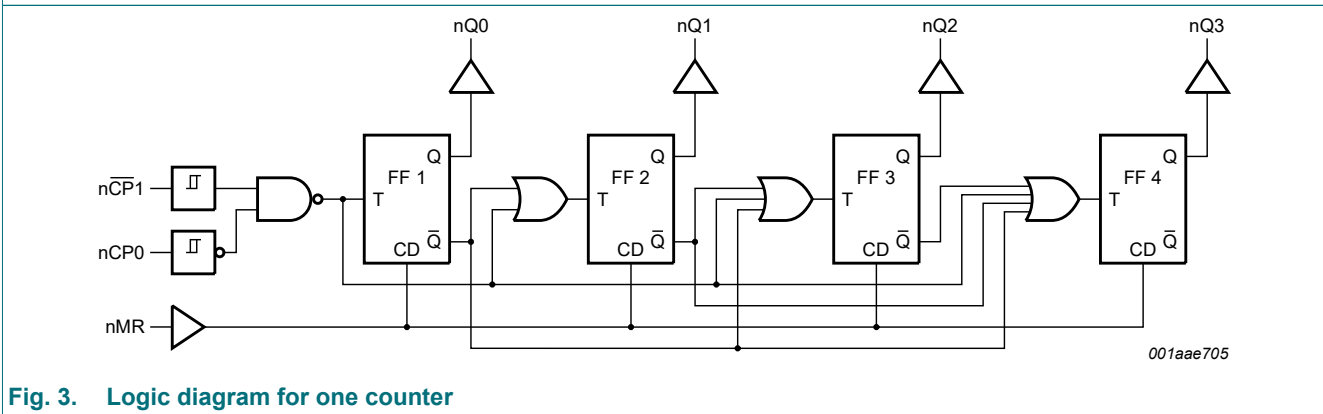 nQ0 nQ1 nQ2 nQ3
Q Q Q Q
FF 1 FF 2 FF 3 FF 4
nC̅P̅1
T T T T
nCP0
Q̅ Q̅ Q̅ Q̅
CD CD CD CD
nMR
001aae705
Fig. 3. Logic diagram for one counter